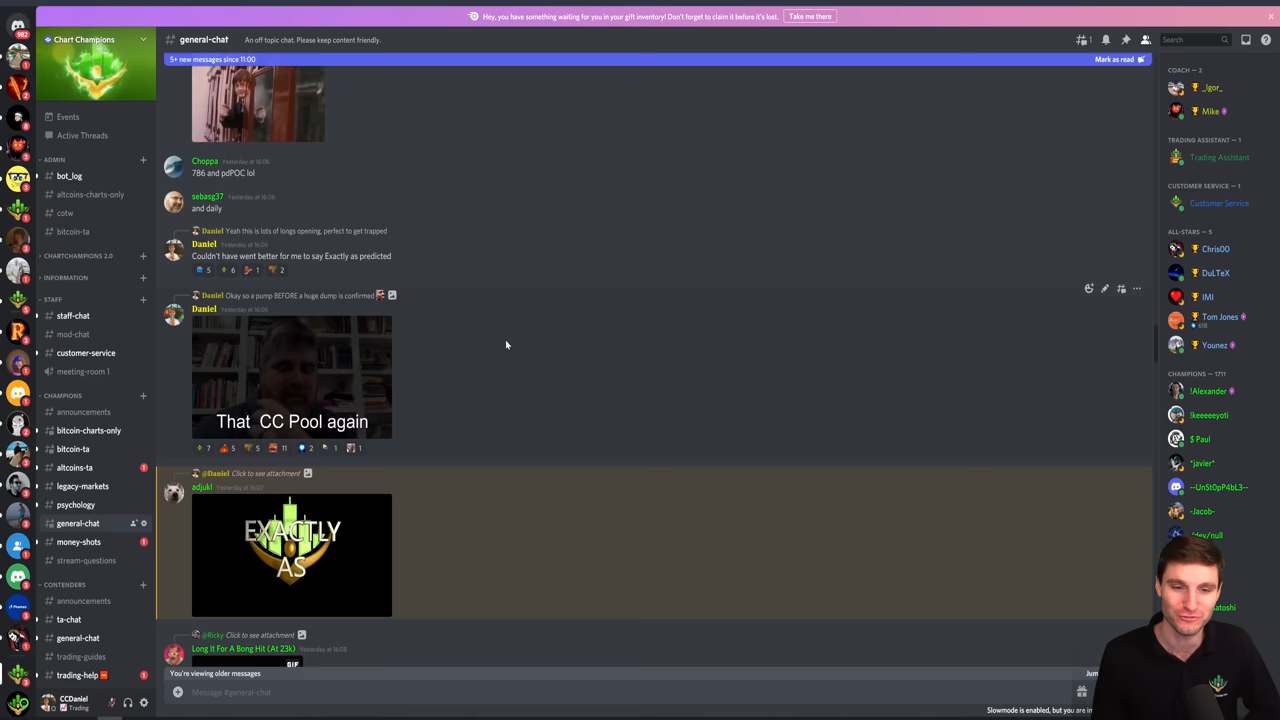 Hey, you have something waiting for you in your gift inventory! Don't forget to claim it before it's lost.
Take me there
982
Chart Champions
general-chat
An off topic chat. Please keep content friendly.
1
Search
5+ new messages since 11:00
Mark as read
Events
Active Threads
ADMIN
bot_log
altcoins-charts-only
cotw
bitcoin-ta
CHARTCHAMPIONS 2.0
INFORMATION
STAFF
staff-chat
mod-chat
customer-service
meeting-room 1
CHAMPIONS
announcements
bitcoin-charts-only
bitcoin-ta
altcoins-ta
1
legacy-markets
psychology
general-chat
money-shots
1
stream-questions
CONTENDERS
announcements
ta-chat
general-chat
trading-guides
trading-help
1
CCDaniel
Trading
Choppa Yesterday at 16:06
786 and pdPOC lol
sebasg37 Yesterday at 16:06
and daily
Daniel Yeah this is lots of longs opening, perfect to get trapped
Daniel Yesterday at 16:06
Couldn't have went better for me to say Exactly as predicted
5 6 1 2
Daniel Okay so a pump BEFORE a huge dump is confirmed
Daniel Yesterday at 16:06
That CC Pool again
7 5 5 11 2 1 1
@Daniel Click to see attachment
adjukl Yesterday at 16:07
EXACTLY
AS
@Ricky Click to see attachment
Long It For A Bong Hit (At 23k) Yesterday at 16:08
GIF
You're viewing older messages
Jum
Message #general-chat
Slowmode is enabled, but you are im
COACH — 2
_Igor_
Mike
TRADING ASSISTANT — 1
Trading Assistant
CUSTOMER SERVICE — 1
Customer Service
ALL-STARS — 5
Chris00
DuLTeX
IMI
Tom Jones
618
Younez
CHAMPIONS — 1711
!Alexander
!keeeeeyoti
$ Paul
*javier*
--UnSt0pP4bL3--
-Jacob-
/dev/null
atoshi